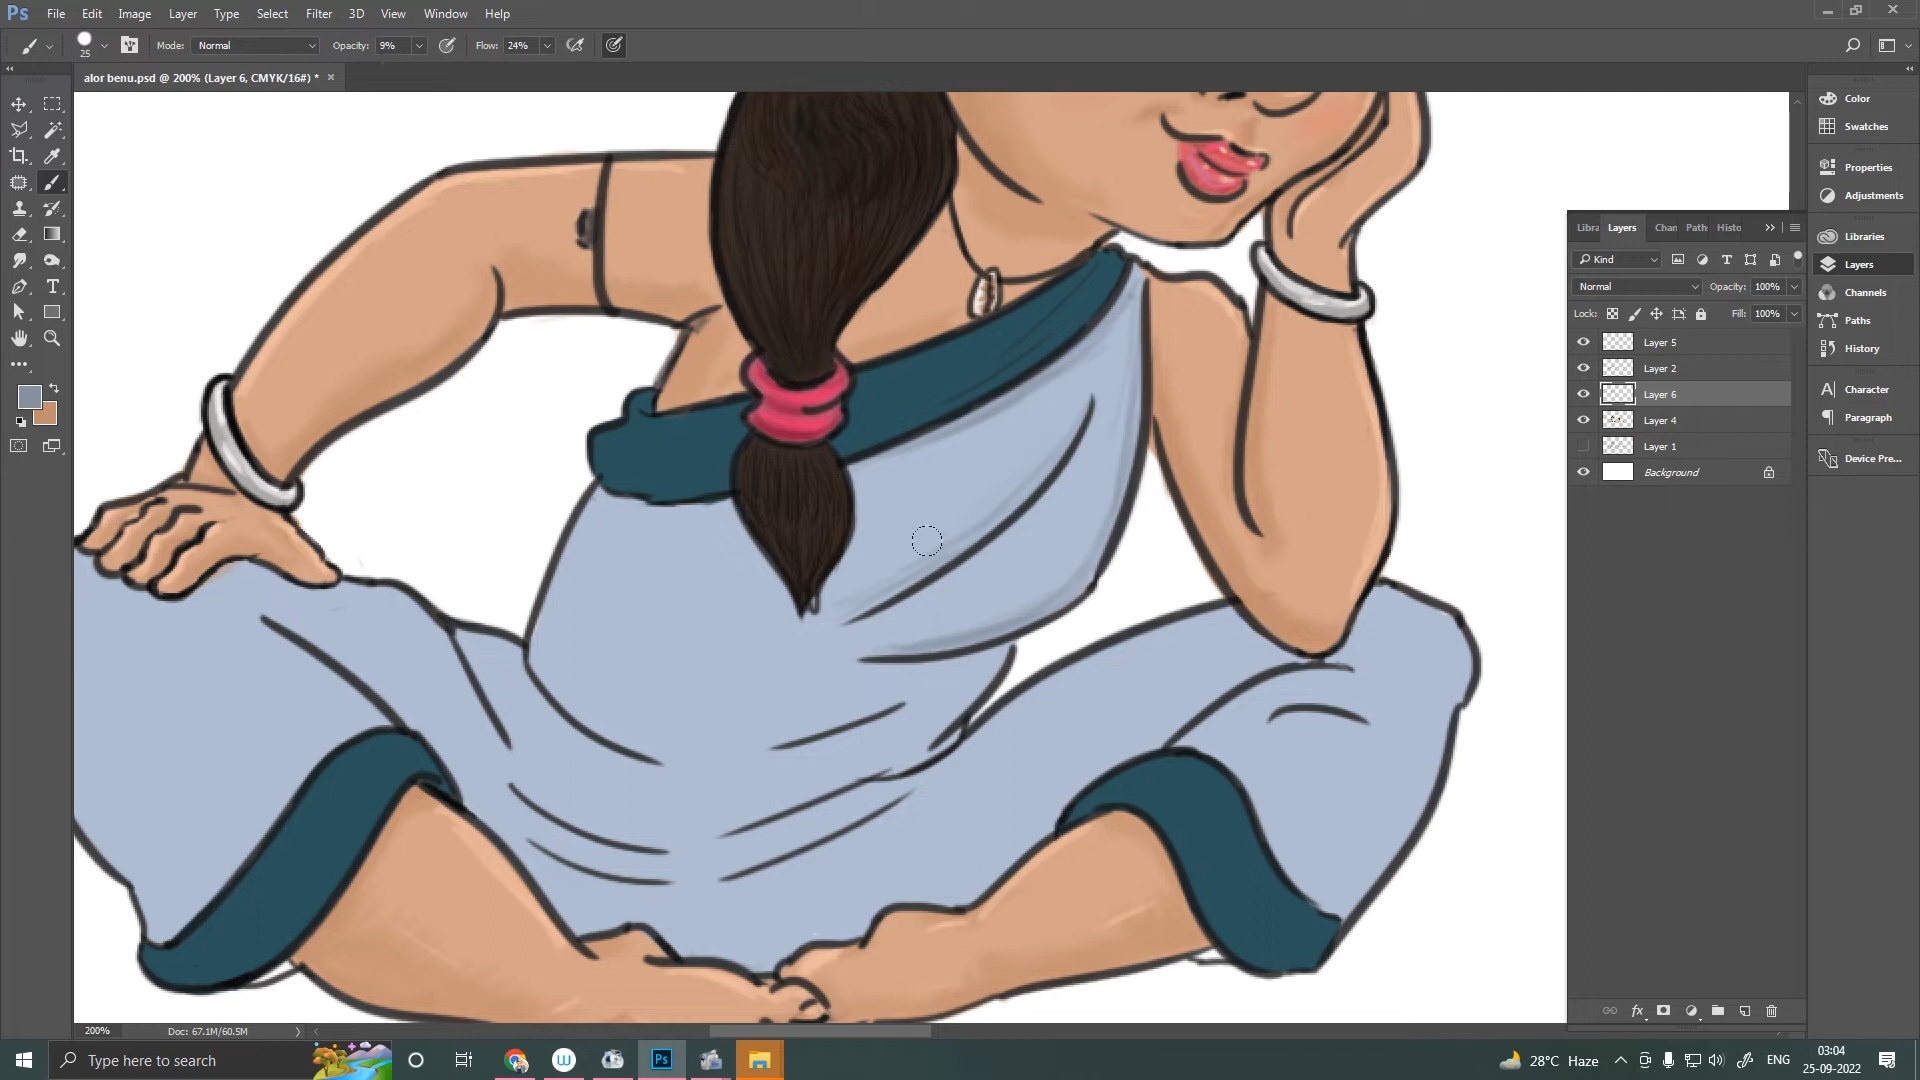 Ps File Edit Image Layer Type Select Filter 3D View Window Help
25 Mode: Normal Opacity: 9% Flow: 24%
alor benu.psd @ 200% (Layer 6, CMYK/16#) * ×
Color
Swatches
Properties
Adjustments
Libraries
Layers
Channels
Paths
History
Character
Paragraph
Device Pre...
Libra Layers Chan Path Histo
Kind
Normal Opacity: 100%
Lock: Fill: 100%
Layer 5
Layer 2
Layer 6
Layer 4
Layer 1
Background
200% Doc: 67.1M/60.5M
Type here to search
28°C Haze ENG 03:04
25-09-2022